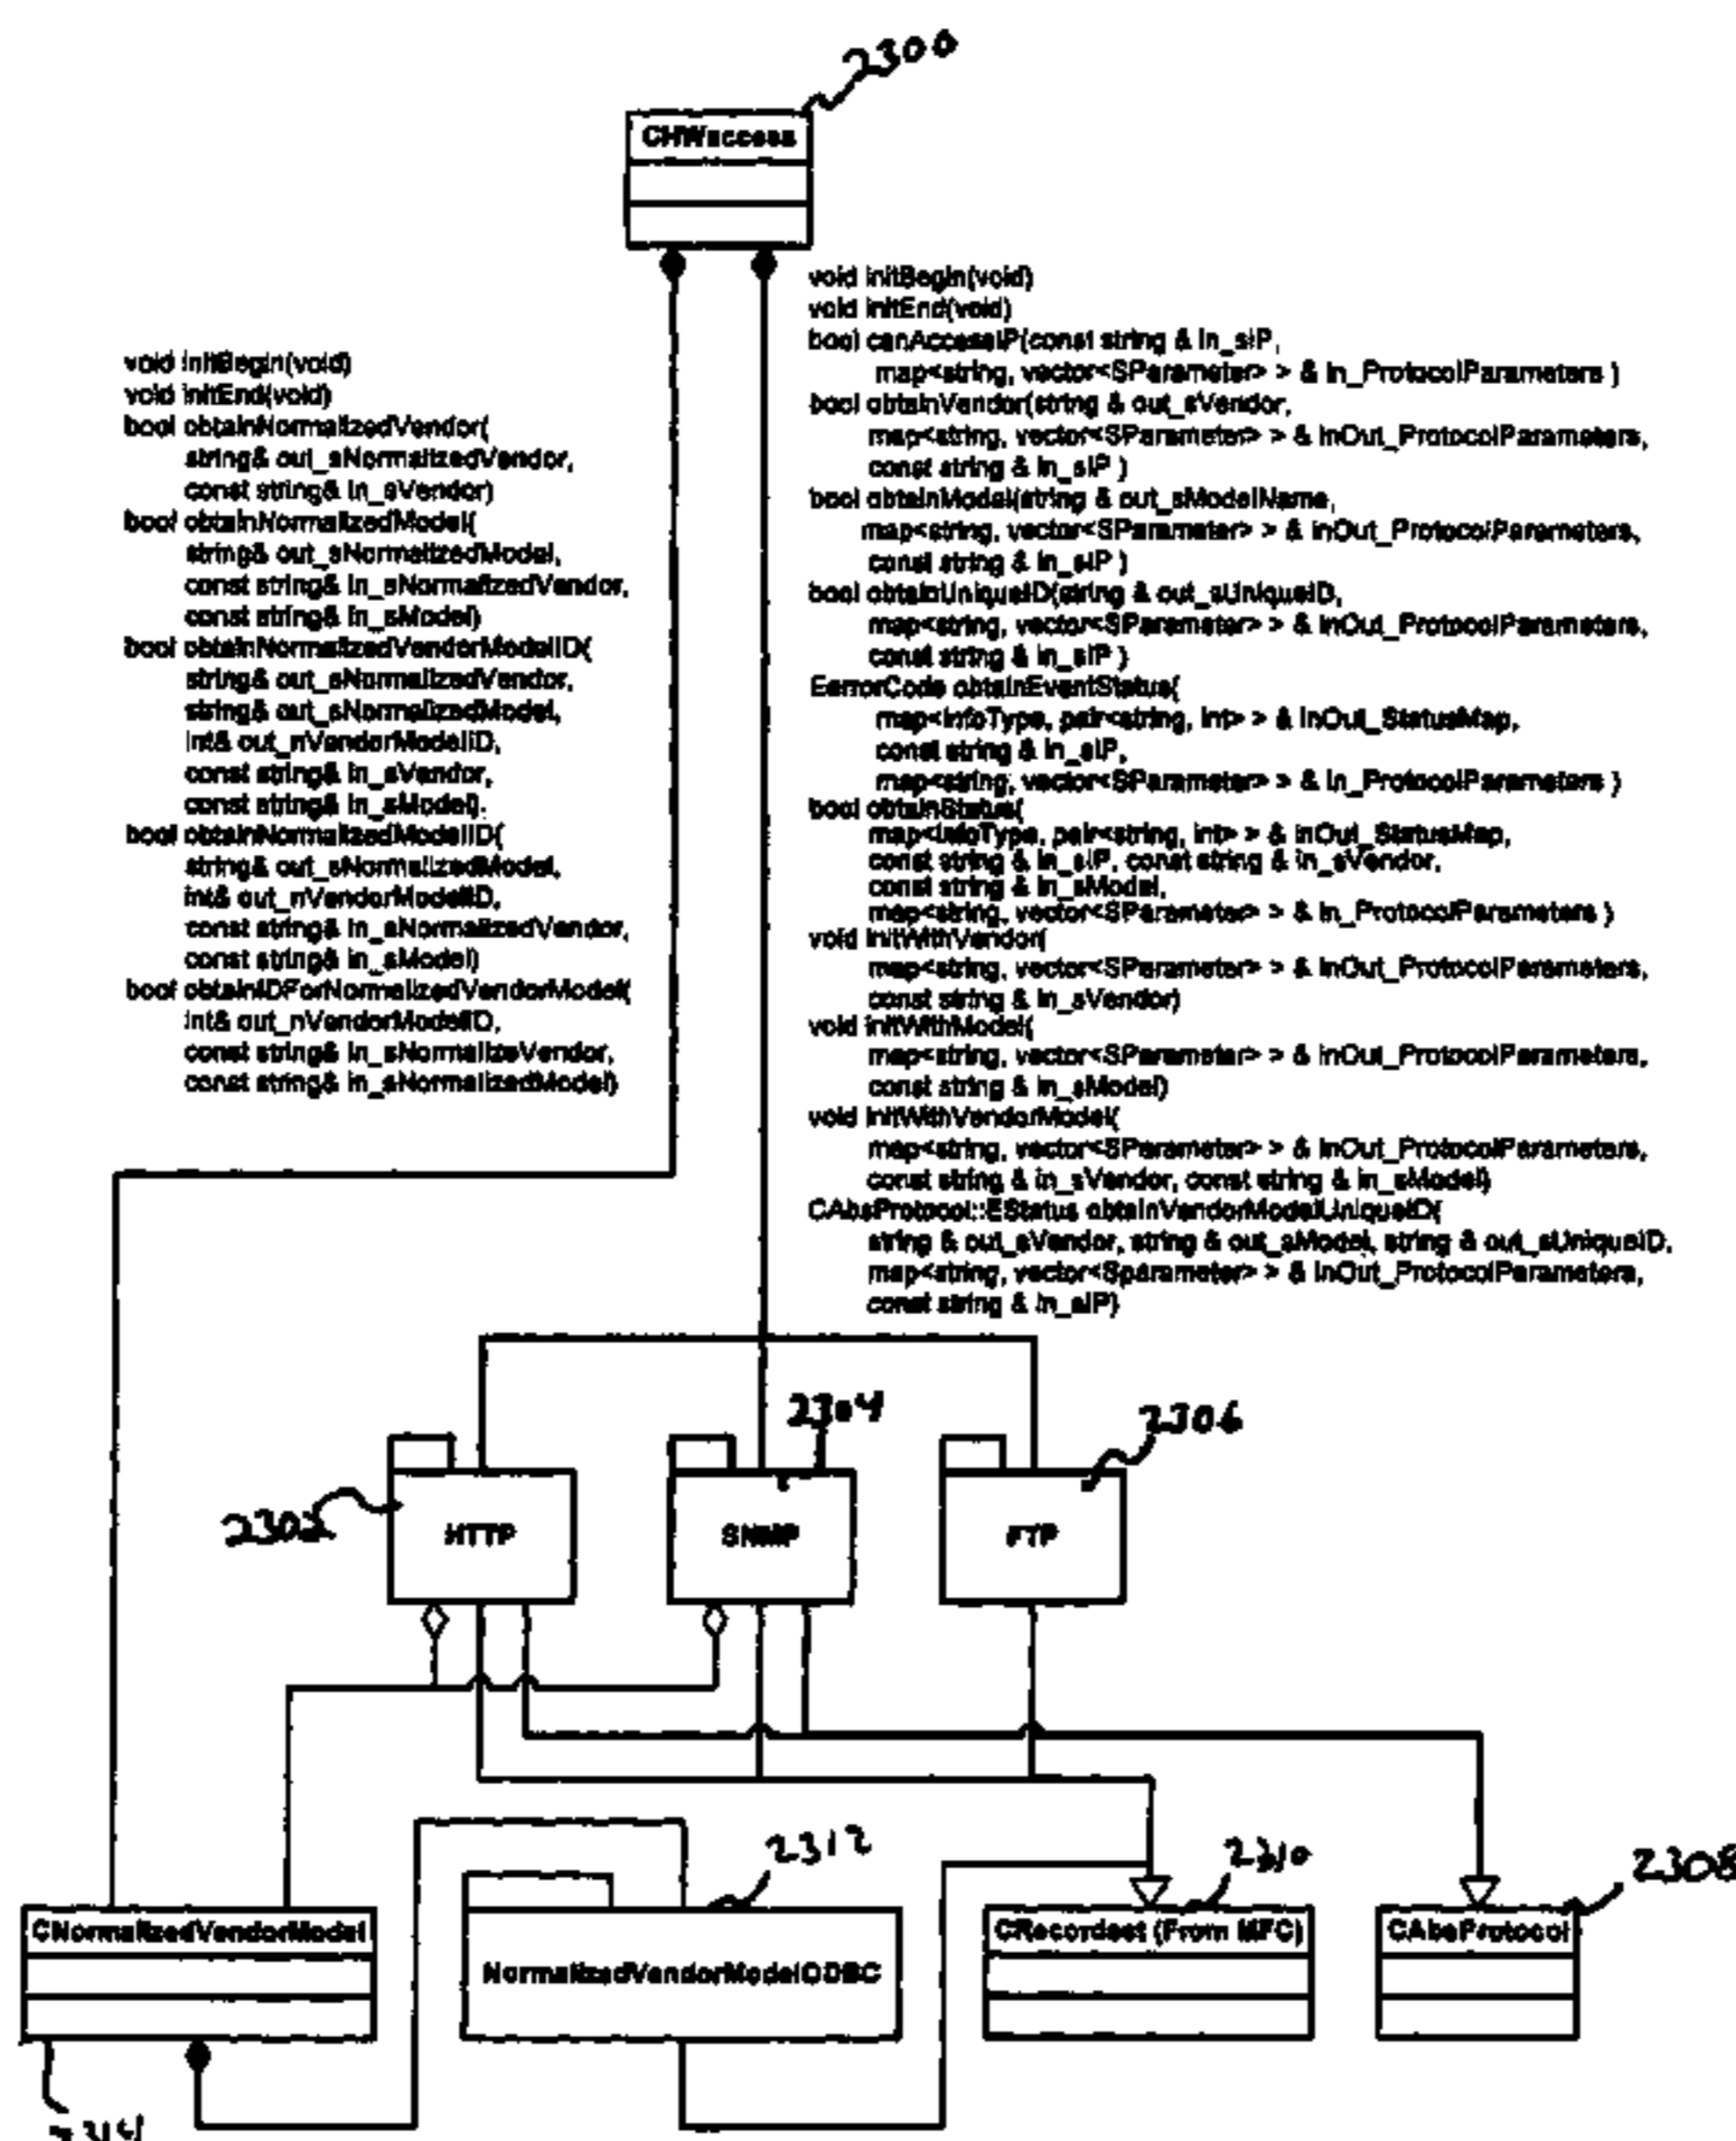 2300
CHWaccess
void initBegin(void)
void initEnd(void)
bool canAccessIP(const string & in_sIP,
map<string, vector<SParameter> > & in_ProtocolParameters )
bool obtainVendor(string & out_sVendor,
map<string, vector<SParameter> > & inOut_ProtocolParameters,
const string & in_sIP )
bool obtainModel(string & out_sModelName,
map<string, vector<SParameter> > & inOut_ProtocolParameters,
const string & in_sIP )
bool obtainUniqueID(string & out_sUniqueID,
map<string, vector<SParameter> > & inOut_ProtocolParameters,
const string & in_sIP )
EerrorCode obtainEventStatus(
map<infoType, pair<string, int> > & inOut_StatusMap,
const string & in_sIP,
map<string, vector<SParameter> > & in_ProtocolParameters )
bool obtainStatus(
map<infoType, pair<string, int> > & inOut_StatusMap,
const string & in_sIP, const string & in_sVendor,
const string & in_sModel,
map<string, vector<SParameter> > & in_ProtocolParameters )
void initWithVendor(
map<string, vector<SParameter> > & inOut_ProtocolParameters,
const string & in_sVendor)
void initWithModel(
map<string, vector<SParameter> > & inOut_ProtocolParameters,
const string & in_sModel)
void initWithVendorModel(
map<string, vector<SParameter> > & inOut_ProtocolParameters,
const string & in_sVendor, const string & in_sModel)
CAbsProtocol::EStatus obtainVendorModelUniqueID(
string & out_sVendor, string & out_sModel, string & out_sUniqueID,
map<string, vector<Sparameter> > & inOut_ProtocolParameters,
const string & in_sIP)
void initBegin(void)
void initEnd(void)
bool obtainNormalizedVendor(
string& out_sNormalizedVendor,
const string& in_sVendor)
bool obtainNormalizedModel(
string& out_sNormalizedModel,
const string& in_sNormalizedVendor,
const string& in_sModel)
bool obtainNormalizedVendorModelID(
string& out_sNormalizedVendor,
string& out_sNormalizedModel,
int& out_nVendorModelID,
const string& in_sVendor,
const string& in_sModel).
bool obtainNormalizedModelID(
string& out_sNormalizedModel,
int& out_nVendorModelID,
const string& in_sNormalizedVendor,
const string& in_sModel)
bool obtainIDForNormalizedVendorModel(
int& out_nVendorModelID,
const string& in_sNormalizeVendor,
const string& in_sNormalizedModel)
2304
2306
2302
HTTP
SNMP
FTP
2312
2310
2308
CNormalizedVendorModel
NormalizedVendorModelODBC
CRecordset (From MFC)
CAbsProtocol
2314